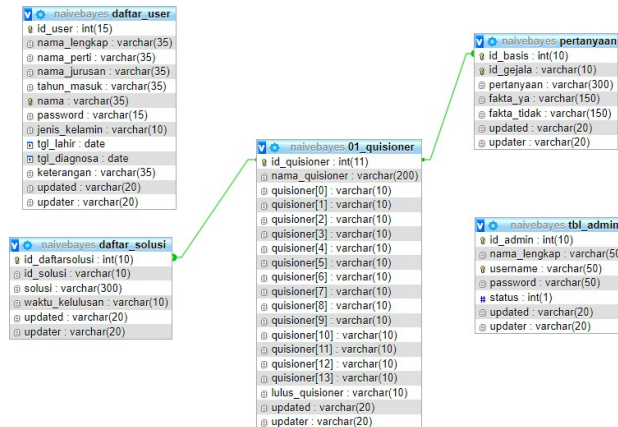 naivebayes daftar_user
id_user : int(15)
nama_lengkap : varchar(35)
nama_perti : varchar(35)
nama_jurusan : varchar(35)
tahun_masuk : varchar(35)
nama : varchar(35)
password : varchar(15)
jenis_kelamin : varchar(10)
tgl_lahir : date
tgl_diagnosa : date
keterangan : varchar(35)
updated : varchar(20)
updater : varchar(20)
naivebayes daftar_solusi
id_daftarsolusi : int(10)
id_solusi : varchar(10)
solusi : varchar(300)
waktu_kelulusan : varchar(10)
updated : varchar(20)
updater : varchar(20)
naivebayes 01_quisioner
id_quisioner : int(11)
nama_quisioner : varchar(200)
quisioner[0] : varchar(10)
quisioner[1] : varchar(10)
quisioner[2] : varchar(10)
quisioner[3] : varchar(10)
quisioner[4] : varchar(10)
quisioner[5] : varchar(10)
quisioner[6] : varchar(10)
quisioner[7] : varchar(10)
quisioner[8] : varchar(10)
quisioner[9] : varchar(10)
quisioner[10] : varchar(10)
quisioner[11] : varchar(10)
quisioner[12] : varchar(10)
quisioner[13] : varchar(10)
lulus_quisioner : varchar(10)
updated : varchar(20)
updater : varchar(20)
naivebayes pertanyaan
id_basis : int(10)
id_gejala : varchar(10)
pertanyaan : varchar(300)
fakta_ya : varchar(150)
fakta_tidak : varchar(150)
updated : varchar(20)
updater : varchar(20)
naivebayes tbl_admin
id_admin : int(10)
nama_lengkap : varchar(50
username : varchar(50)
password : varchar(50)
status : int(1)
updated : varchar(20)
updater : varchar(20)